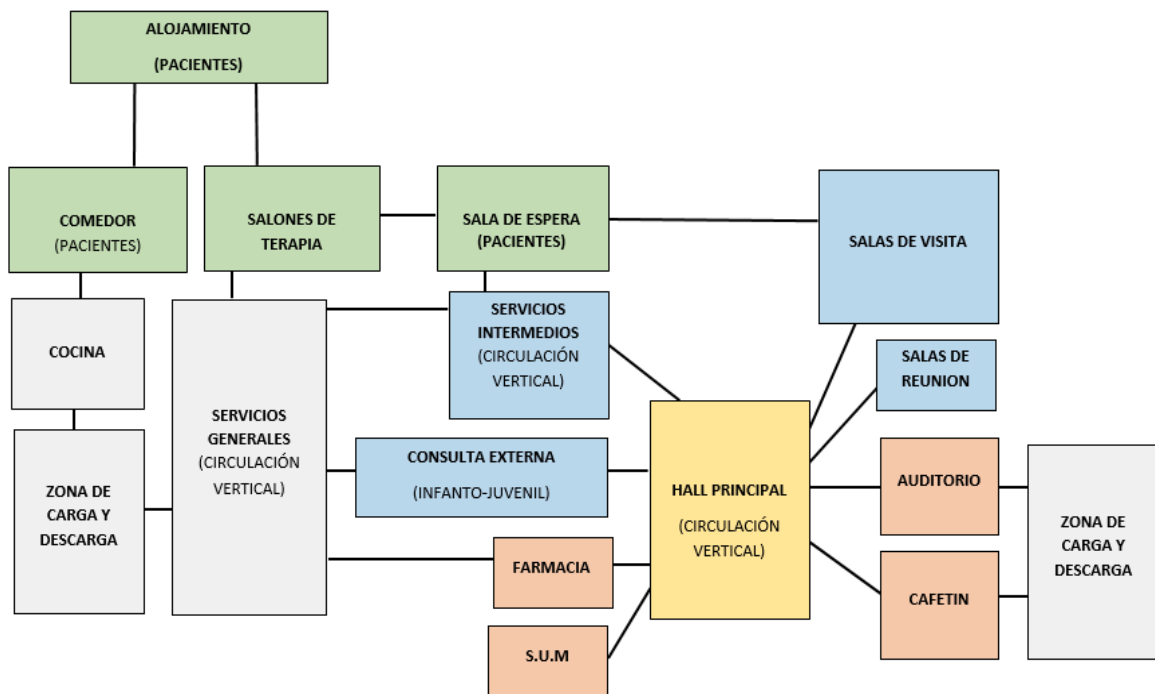 ALOJAMIENTO
(PACIENTES)
COMEDOR
(PACIENTES)
SALONES DE
TERAPIA
SALA DE ESPERA
(PACIENTES)
SALAS DE VISITA
COCINA
SERVICIOS
INTERMEDIOS
(CIRCULACIÓN
VERTICAL)
SALAS DE
REUNION
SERVICIOS
GENERALES
(CIRCULACIÓN
VERTICAL)
ZONA DE
CARGA Y
DESCARGA
CONSULTA EXTERNA
(INFANTO-JUVENIL)
HALL PRINCIPAL
(CIRCULACIÓN
VERTICAL)
AUDITORIO
ZONA DE
CARGA Y
DESCARGA
FARMACIA
CAFETIN
S.U.M